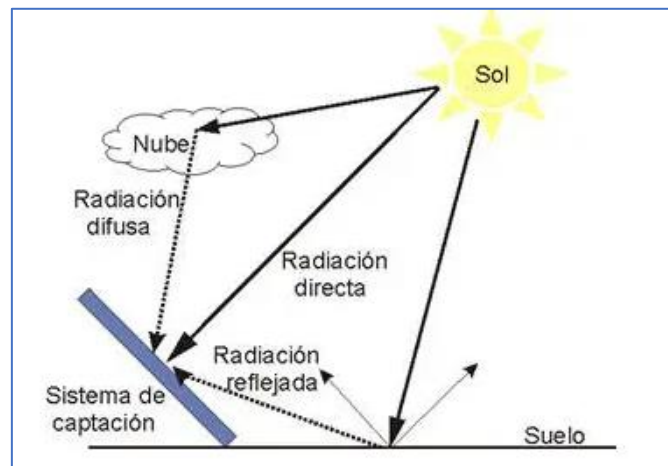 Sol
Nube
Radiación
difusa
Radiación
directa
Radiación
reflejada
Sistema de
captación
Suelo